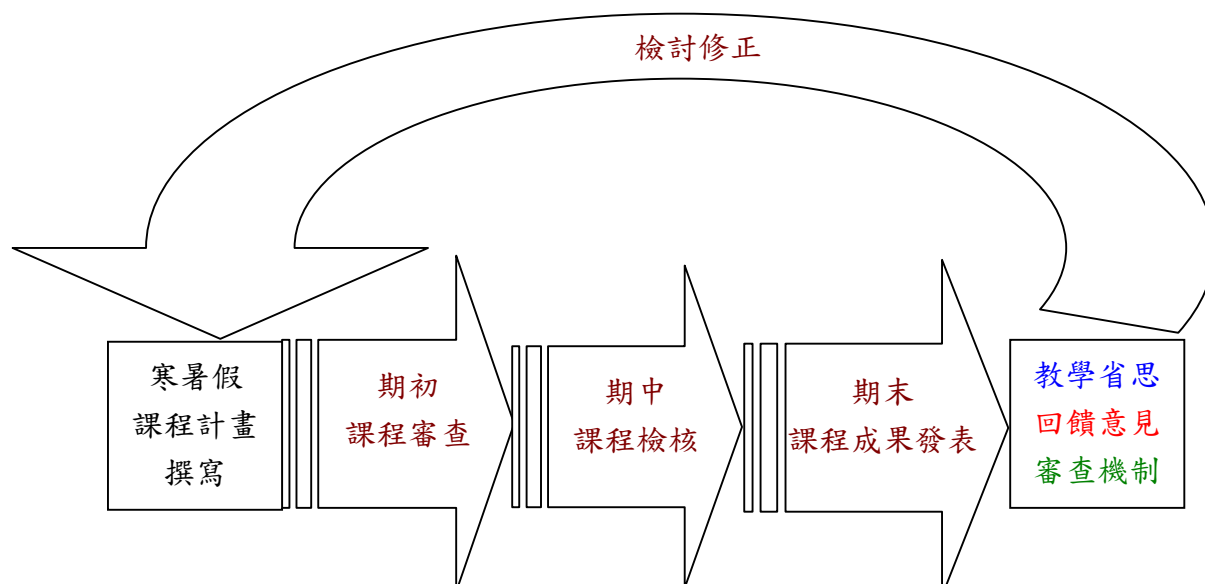 檢討修正
寒暑假
課程計畫
撰寫
期初
課程審查
期中
課程檢核
期末
課程成果發表
教學省思
回饋意見
審查機制